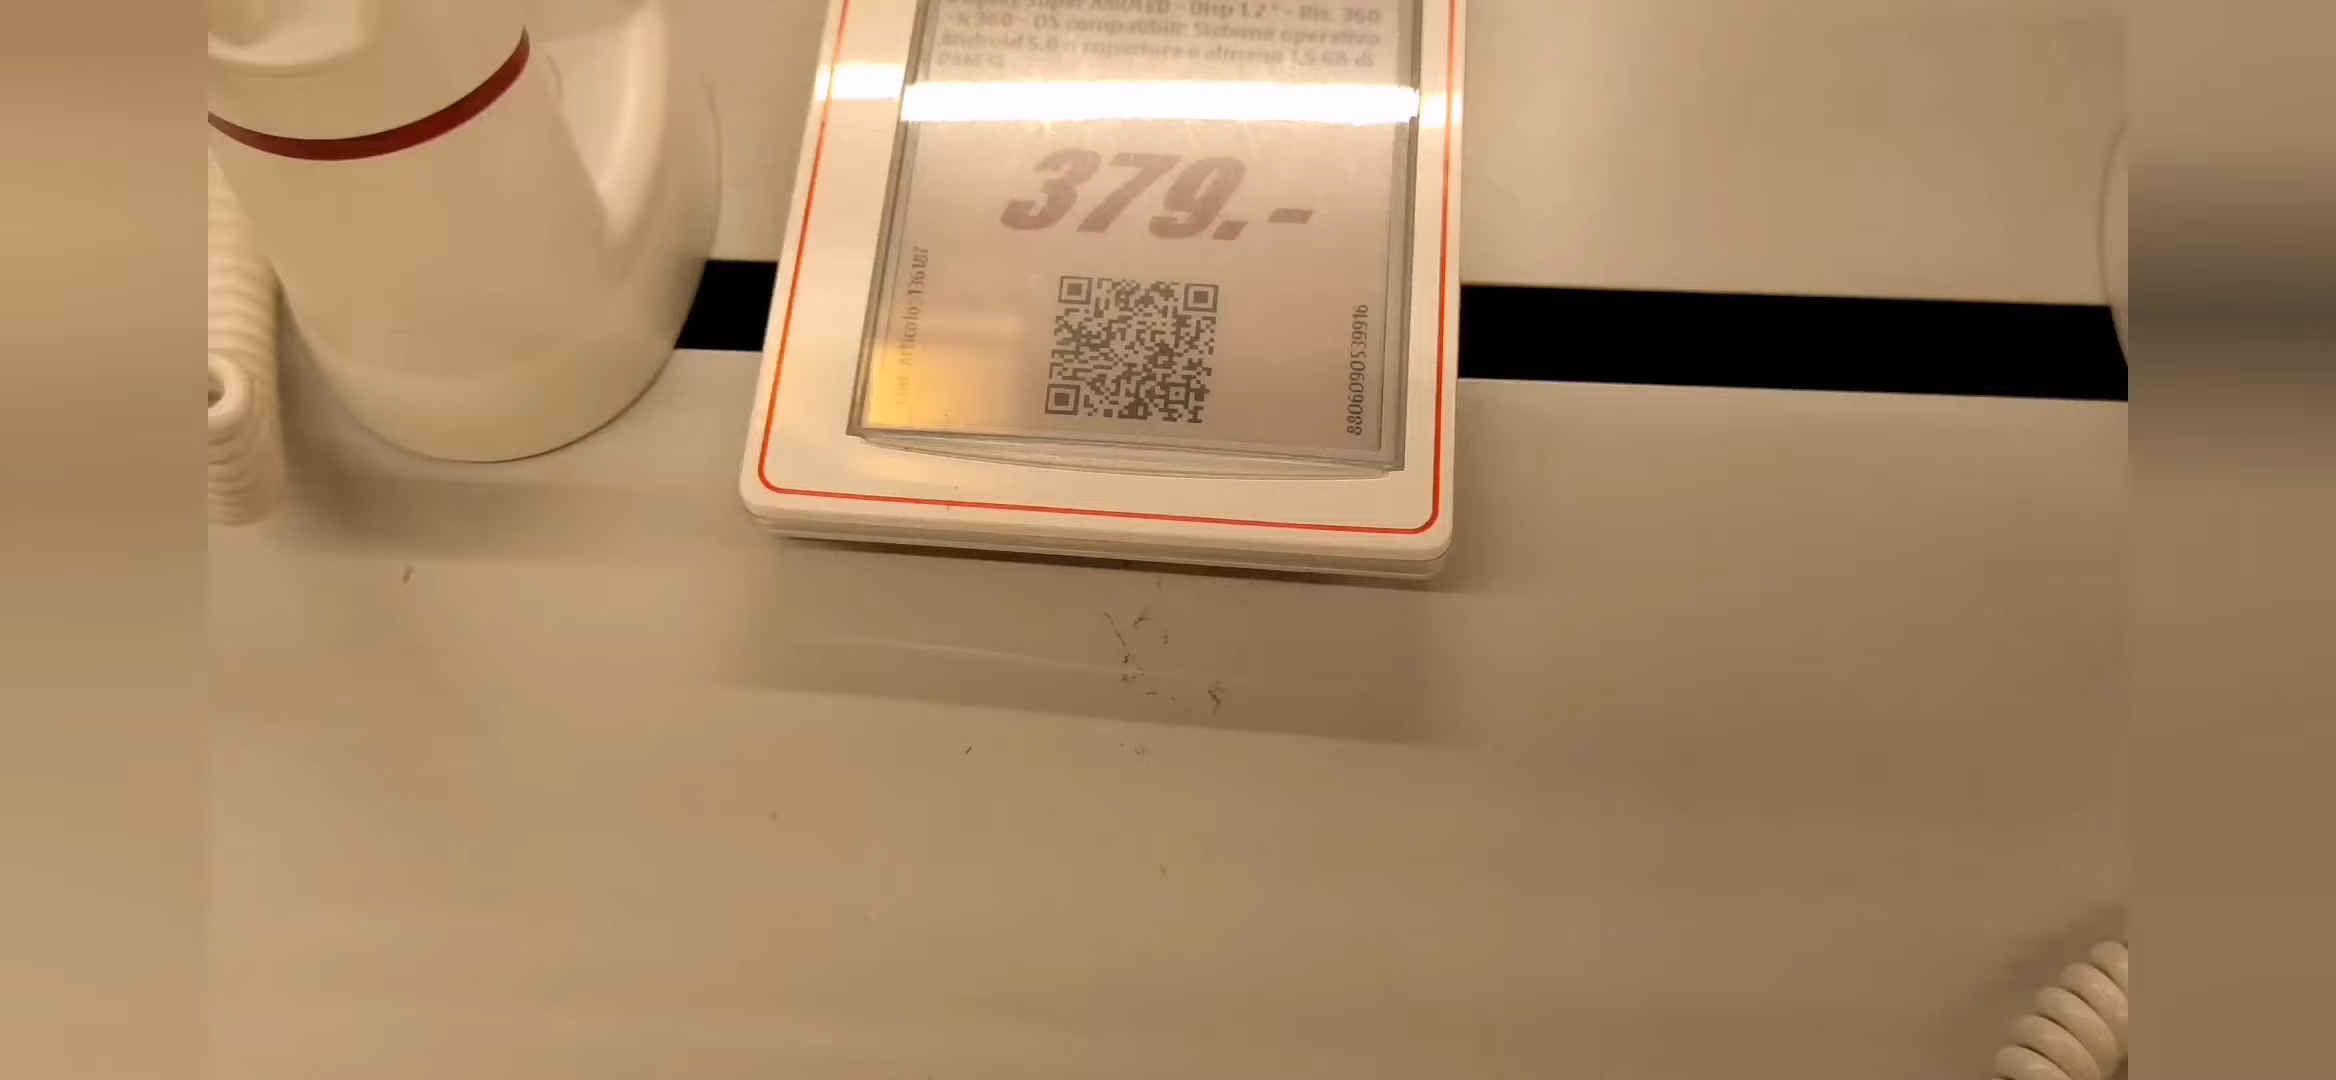 Display Super AMOLED - Disp 1.2 " - Ris. 360
x 360 - OS compatibili: Sistema operativo
Android 5.0 o superiore e almeno 1,5 GB di
379.-
Cod. Articolo:136187
8806090539916